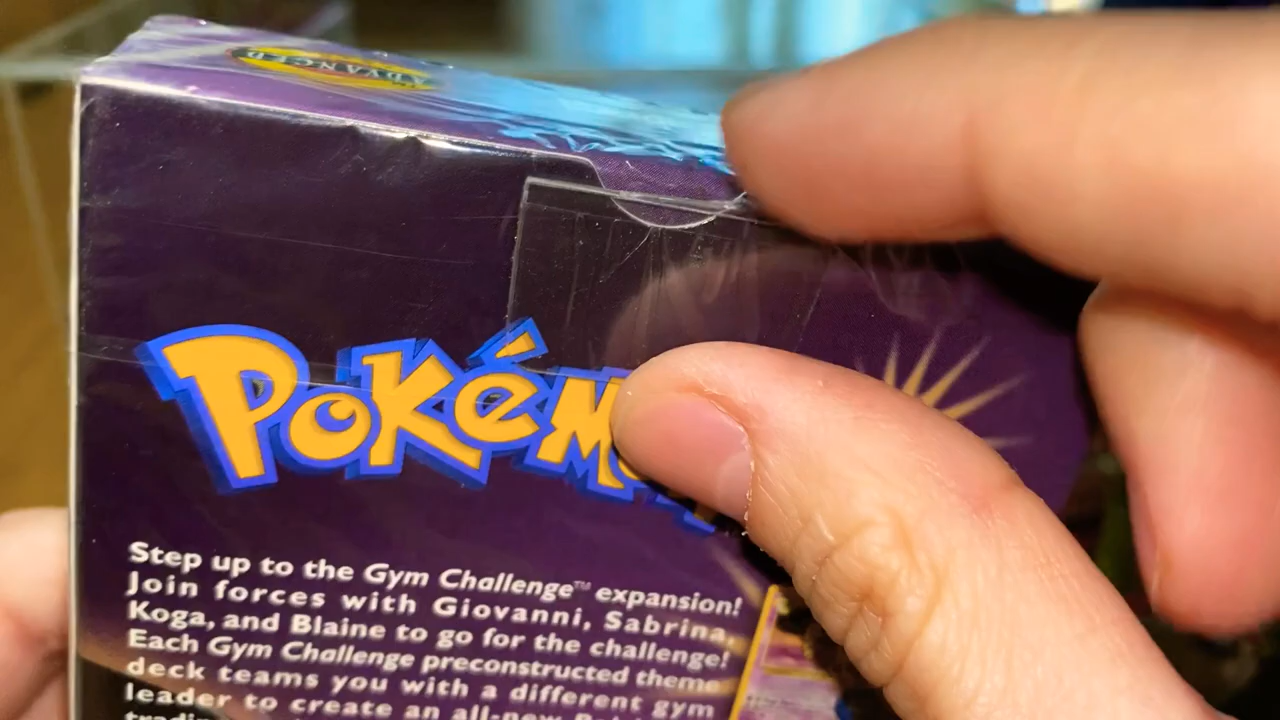 ADVANCED
Pokém
Step up to the Gym Challenge™ expansion!
Join forces with Giovanni, Sabrina,
Koga, and Blaine to go for the challenge!
Each Gym Challenge preconstructed theme
deck teams you with a different gym
leader to create an all-new